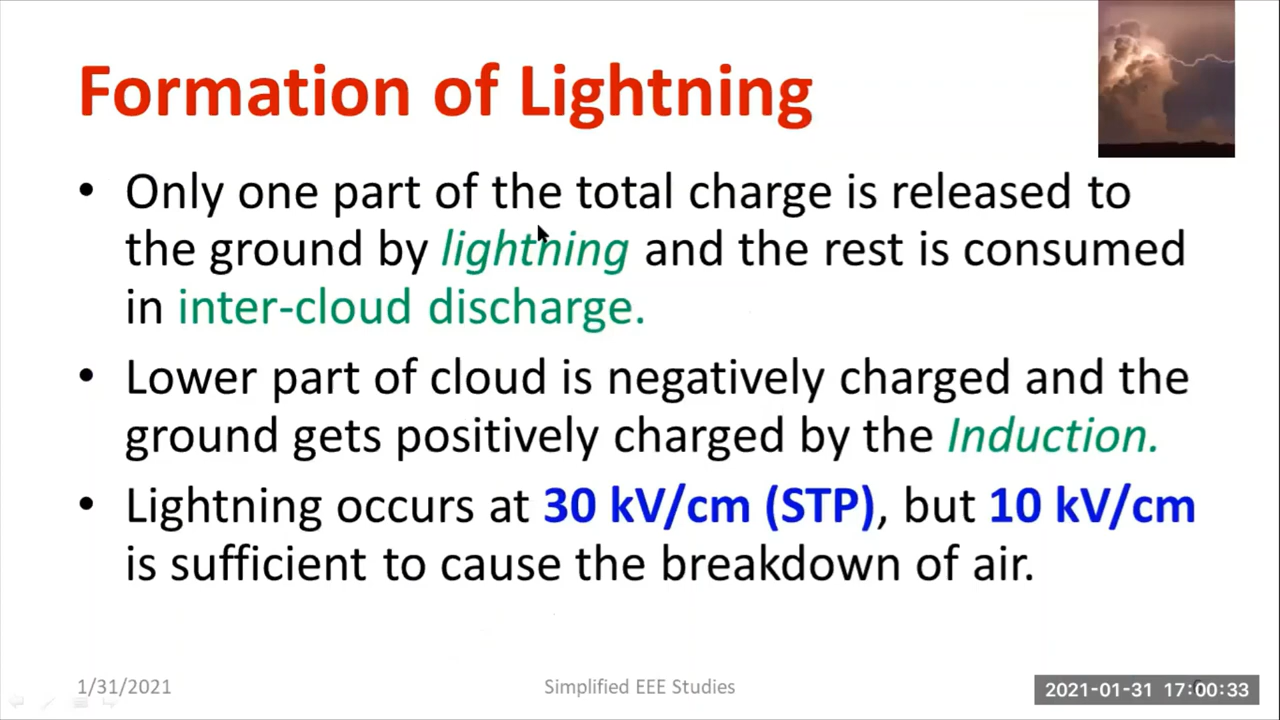 Formation of Lightning
• Only one part of the total charge is released to
the ground by lightning and the rest is consumed
in inter-cloud discharge.
• Lower part of cloud is negatively charged and the
ground gets positively charged by the Induction.
• Lightning occurs at 30 kV/cm (STP), but 10 kV/cm
is sufficient to cause the breakdown of air.
1/31/2021
Simplified EEE Studies
2021-01-31 17:00:33